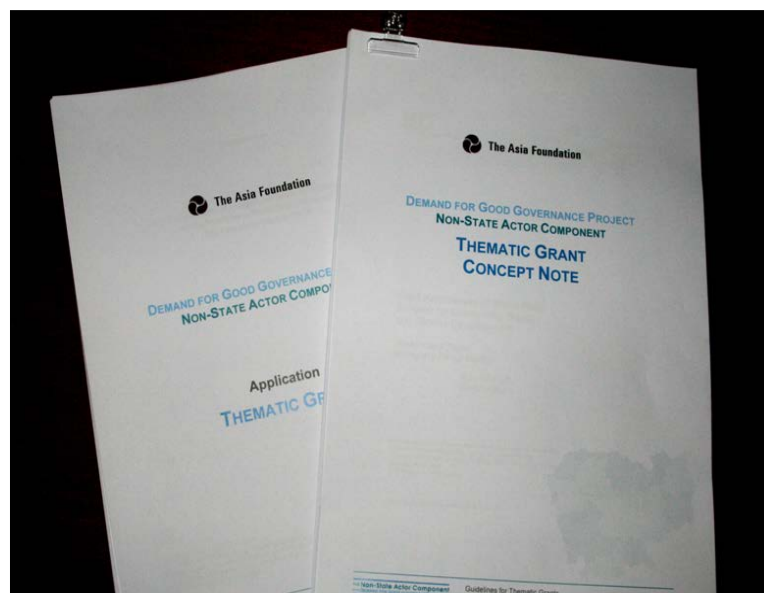 The Asia Foundation
DEMAND FOR GOOD GOVERNANCE
NON-STATE ACTOR COMPO
Application
THEMATIC GR
The Asia Foundation
DEMAND FOR GOOD GOVERNANCE PROJECT
NON-STATE ACTOR COMPONENT
THEMATIC GRANT
CONCEPT NOTE
Non-State Actor Component
Guidelines for Thematic Grants